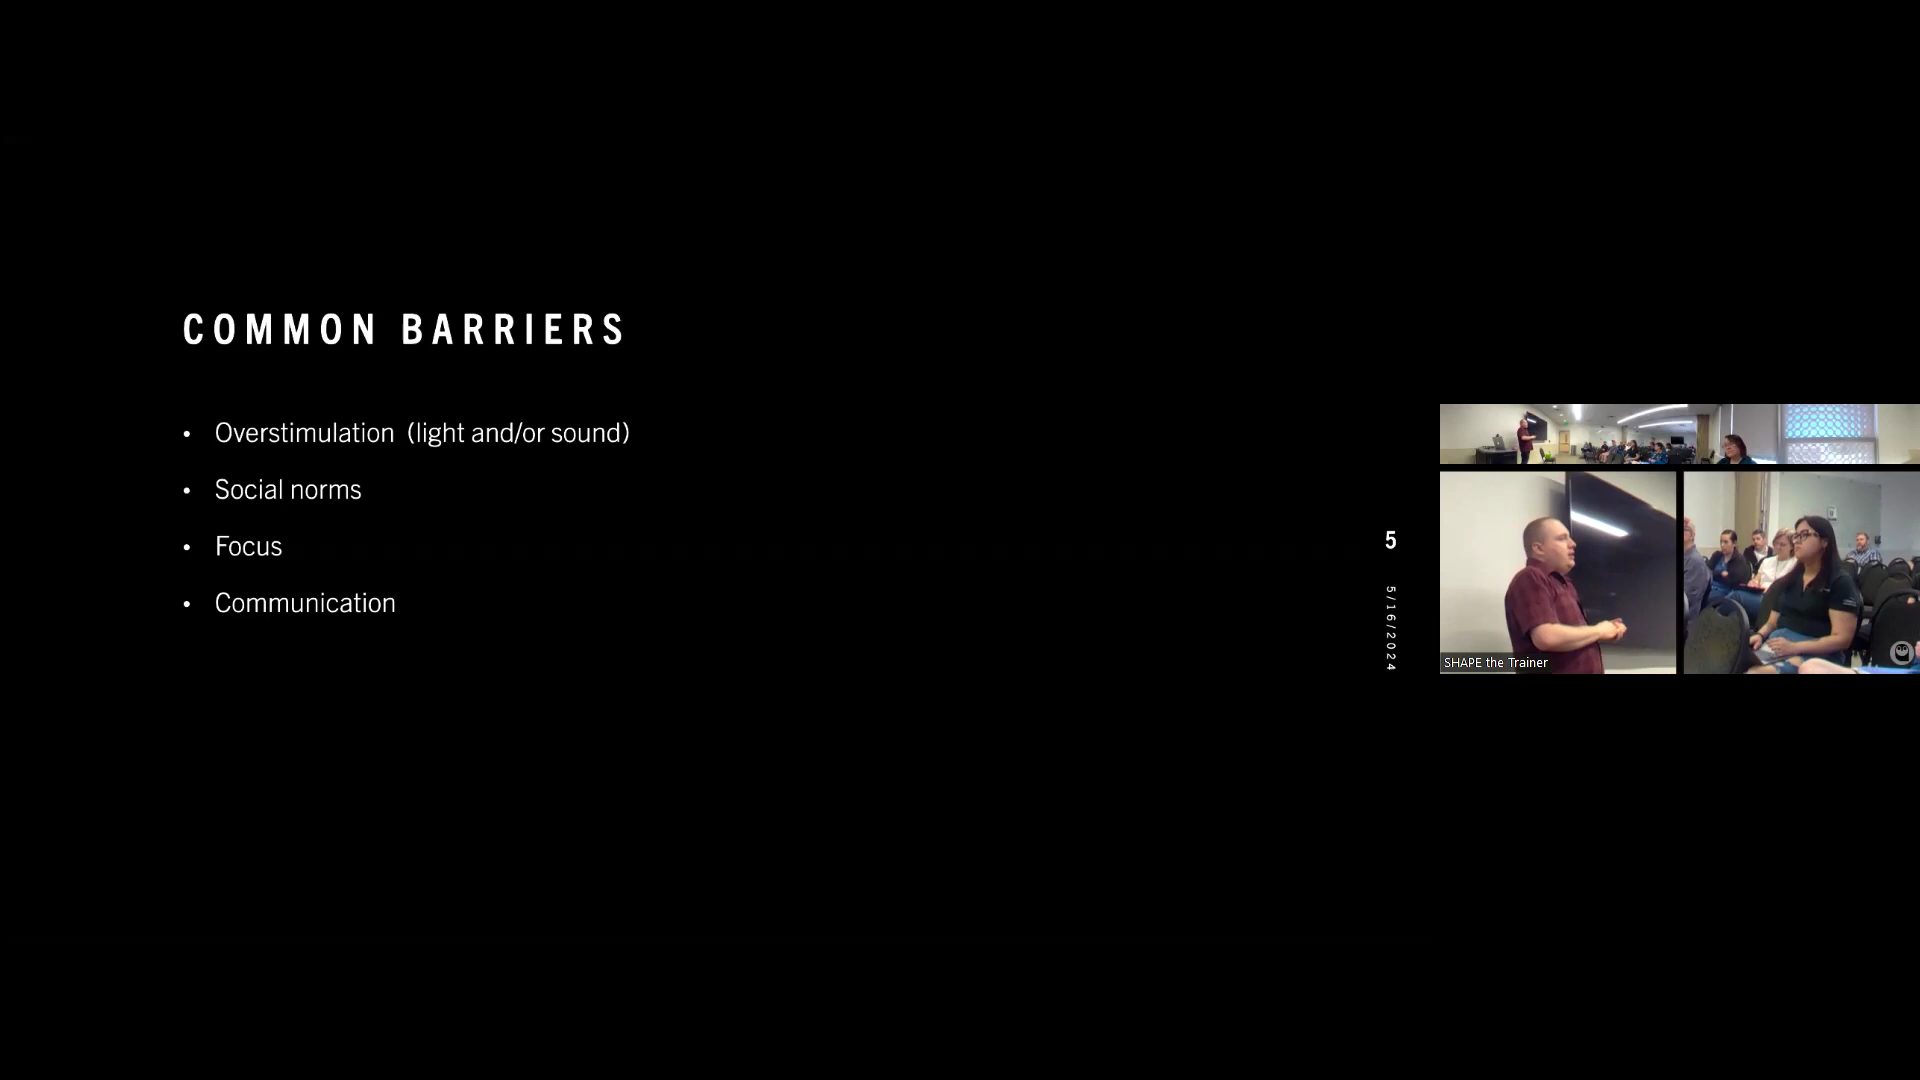 COMMON BARRIERS
• Overstimulation (light and/or sound)
• Social norms
• Focus
• Communication
5
5/16/2024
SHAPE the Trainer